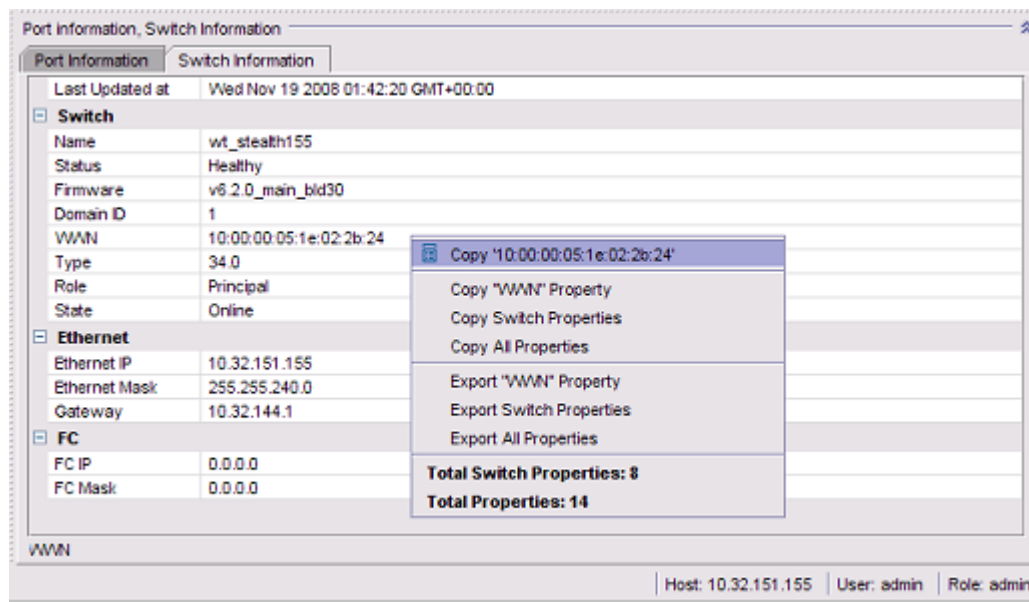 Port information, Switch Information
Port Information Switch Information
Last Updated at Wed Nov 19 2008 01:42:20 GMT+00:00
Switch
Name wt_stealth155
Status Healthy
Firmware v6.2.0_main_bld30
Domain ID 1
WWN 10:00:00:05:1e:02:2b:24
Type 34.0
Role Principal
State Online
Ethernet
Ethernet IP 10.32.151.155
Ethernet Mask 255.255.240.0
Gateway 10.32.144.1
FC
FC IP 0.0.0.0
FC Mask 0.0.0.0
Copy '10:00:00:05:1e:02:2b:24'
Copy "WWN" Property
Copy Switch Properties
Copy All Properties
Export "WWN" Property
Export Switch Properties
Export All Properties
Total Switch Properties: 8
Total Properties: 14
WWN
Host: 10.32.151.155 User: admin Role: admin